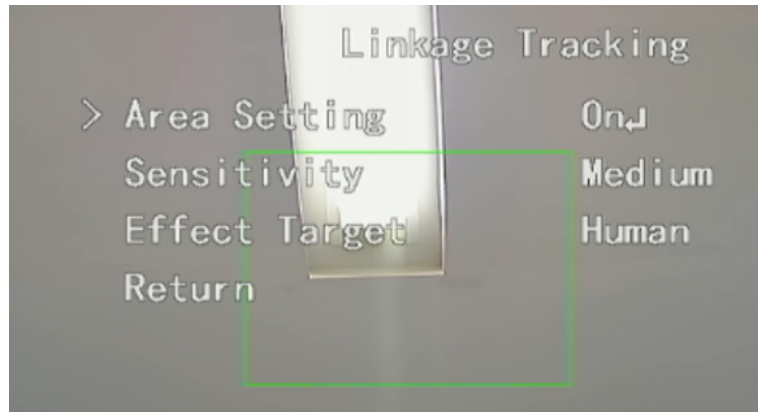 Linkage Tracking
> Area Setting On↵
Sensitivity Medium
Effect Target Human
Return